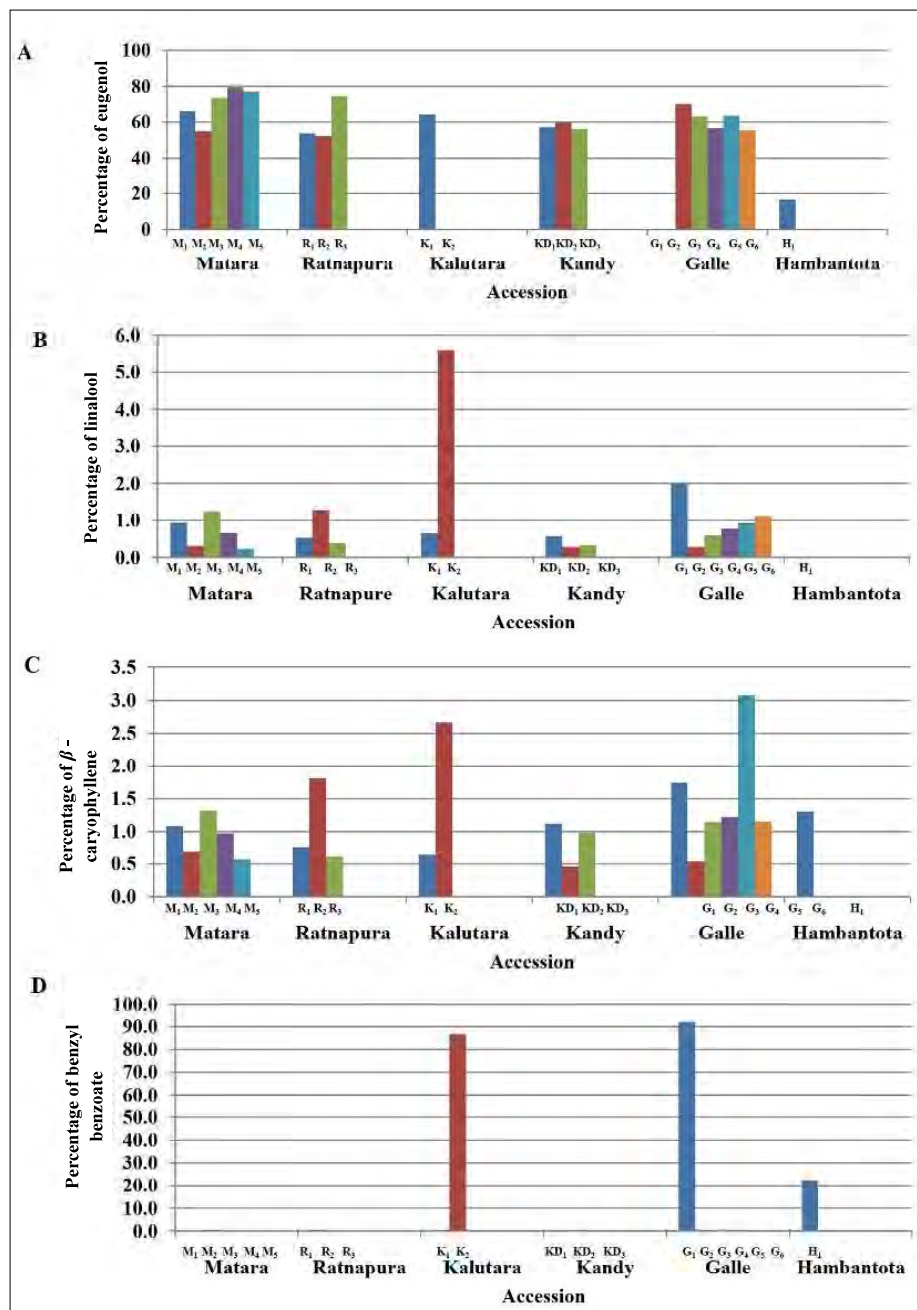 A
Percentage of eugenol
100
80
60
40
20
0
M₁ M₂ M₃ M₄ M₅ R₁ R₂ R₃ K₁ K₂ KD₁ KD₂ KD₃ G₁ G₂ G₃ G₄ G₅ G₆ H₁
Matara Ratnapura Kalutara Kandy Galle Hambantota
Accession
B
Percentage of linalool
6.0
5.0
4.0
3.0
2.0
1.0
0.0
M₁ M₂ M₃ M₄ M₅ R₁ R₂ R₃ K₁ K₂ KD₁ KD₂ KD₃ G₁ G₂ G₃ G₄ G₅ G₆ H₁
Matara Ratnapure Kalutara Kandy Galle Hambantota
Accession
C
Percentage of β -
caryophyllene
3.5
3.0
2.5
2.0
1.5
1.0
0.5
0.0
M₁ M₂ M₃ M₄ M₅ R₁ R₂ R₃ K₁ K₂ KD₁ KD₂ KD₃ G₁ G₂ G₃ G₄ G₅ G₆ H₁
Matara Ratnapura Kalutara Kandy Galle Hambantota
Accession
D
Percentage of benzyl
benzoate
100.0
90.0
80.0
70.0
60.0
50.0
40.0
30.0
20.0
10.0
0.0
M₁ M₂ M₃ M₄ M₅ R₁ R₂ R₃ K₁ K₂ KD₁ KD₂ KD₃ G₁ G₂ G₃ G₄ G₅ G₆ H₁
Matara Ratnapura Kalutara Kandy Galle Hambantota
Accession